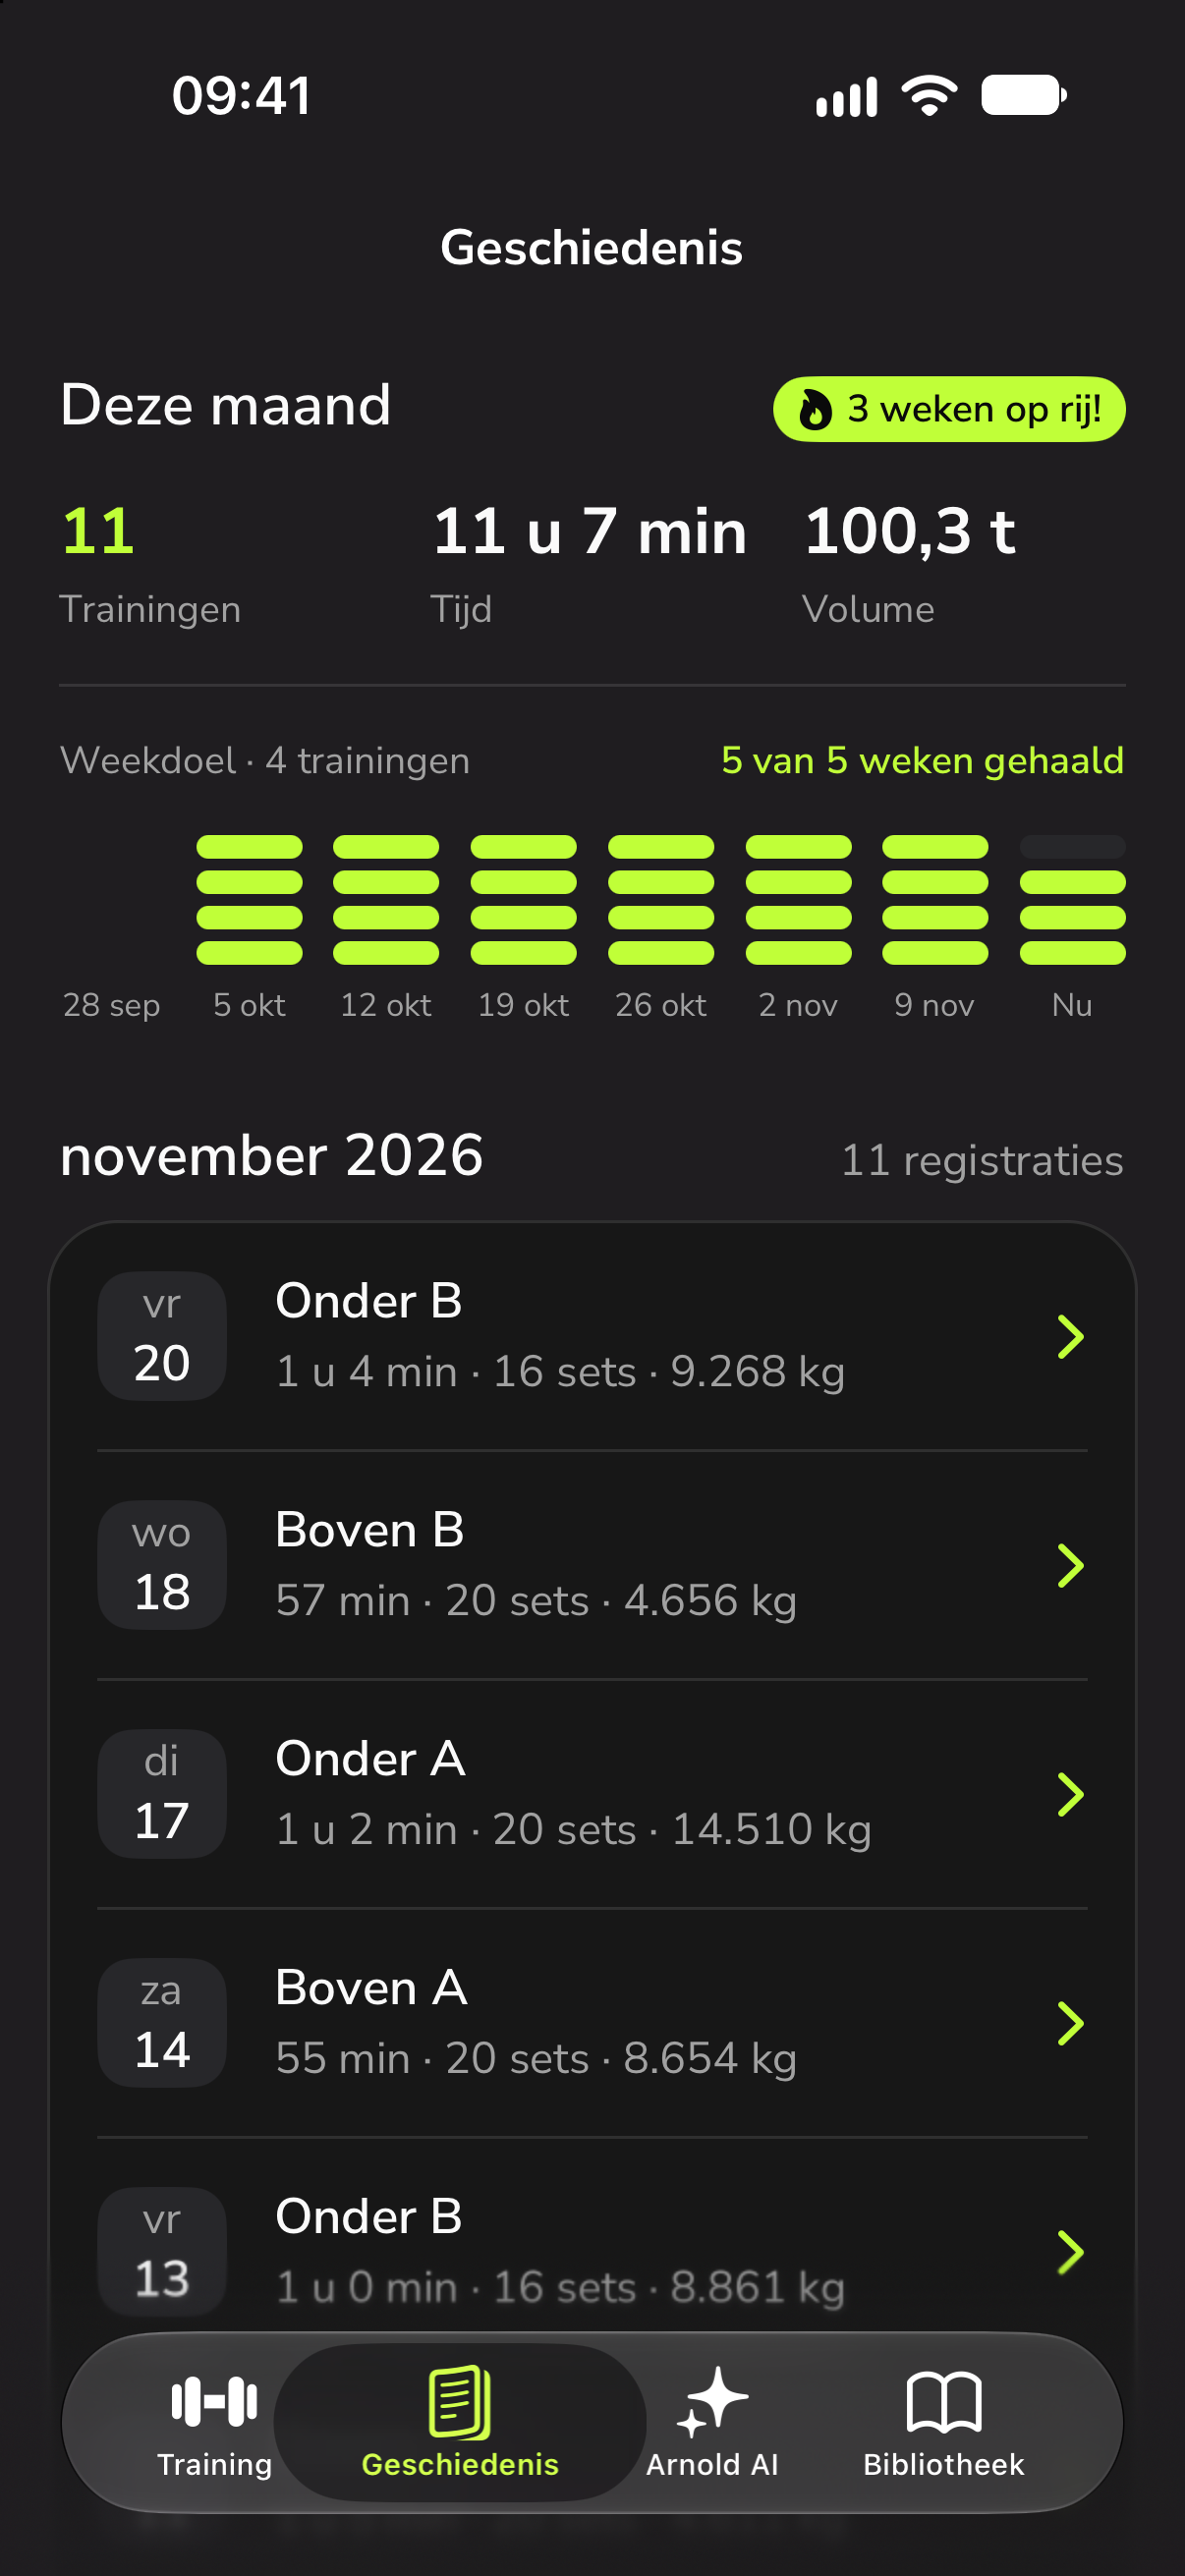 09:41
Geschiedenis
Deze maand
3 weken op rij!
11
11 u 7 min
100,3 t
Trainingen
Tijd
Volume
Weekdoel · 4 trainingen
5 van 5 weken gehaald
28 sep
5 okt
12 okt
19 okt
26 okt
2 nov
9 nov
Nu
november 2026
11 registraties
vr
20
Onder B
1 u 4 min · 16 sets · 9.268 kg
wo
18
Boven B
57 min · 20 sets · 4.656 kg
di
17
Onder A
1 u 2 min · 20 sets · 14.510 kg
za
14
Boven A
55 min · 20 sets · 8.654 kg
vr
13
Onder B
1 u 0 min · 16 sets · 8.861 kg
Training
Geschiedenis
Arnold AI
Bibliotheek